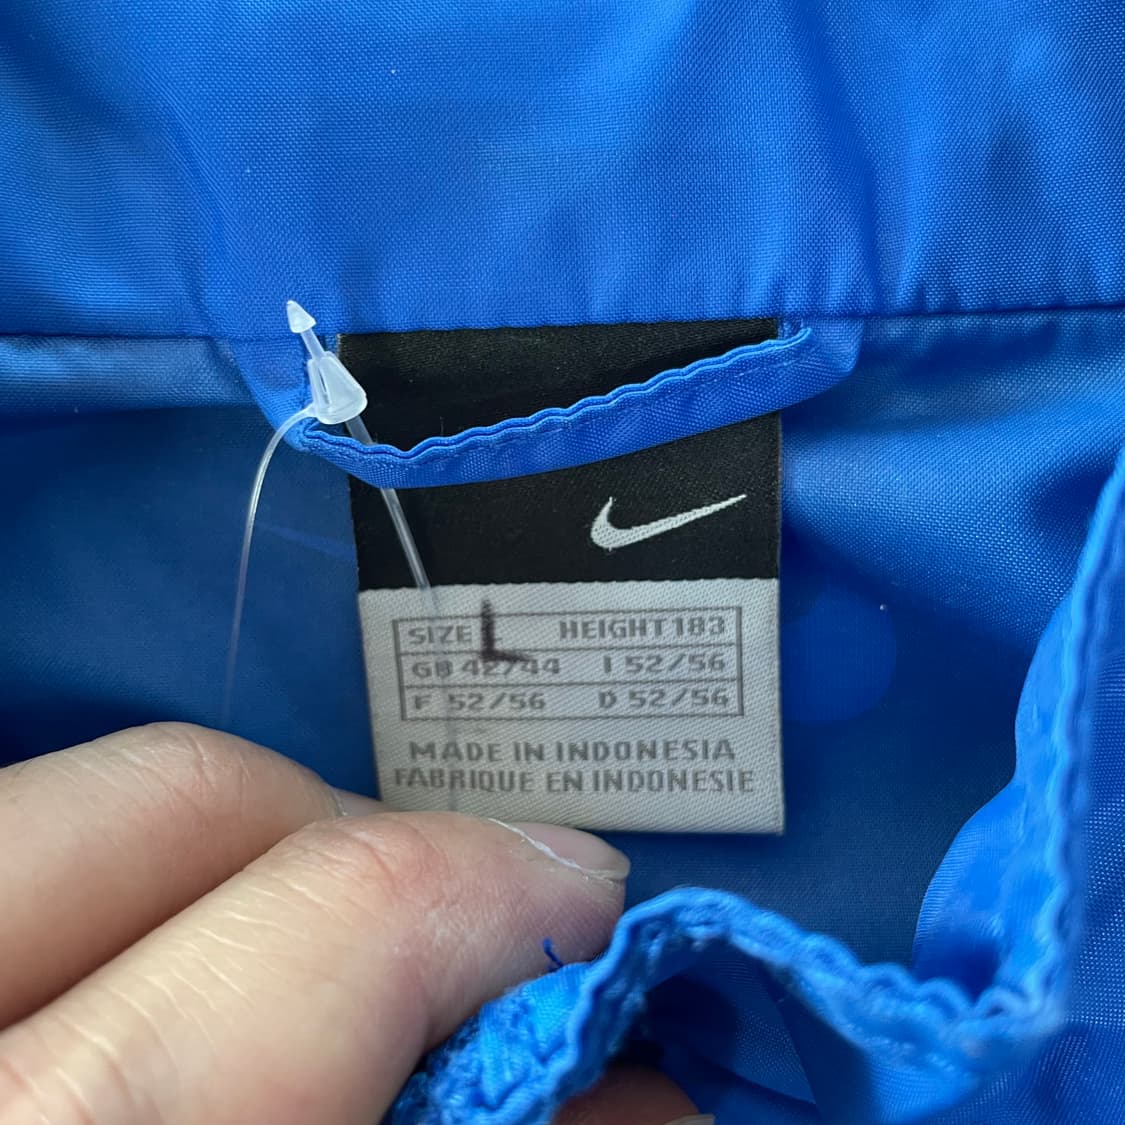 SIZE L HEIGHT 183
GB 42/44 I 52/56
F 52/56 D 52/56
MADE IN INDONESIA
FABRIQUE EN INDONESIE